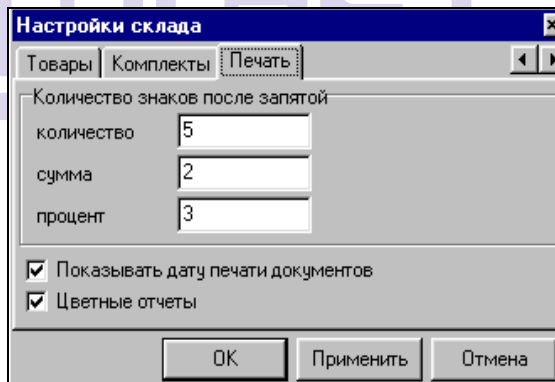 Настройки склада
Товары Комплекты Печать
Количество знаков после запятой
количество 5
сумма 2
процент 3
Показывать дату печати документов
Цветные отчеты
OK Применить Отмена